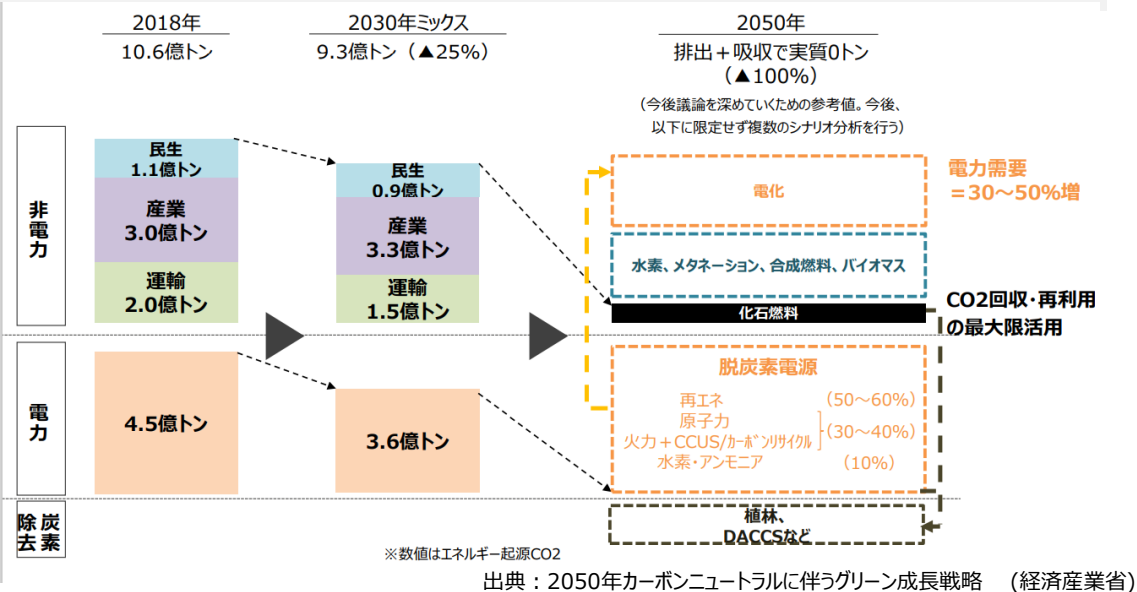 2018年
10.6億トン
2030年ミックス
9.3億トン（▲25%）
2050年
排出＋吸収で実質0トン
（▲100%）
（今後議論を深めていくための参考値。今後、
以下に限定せず複数のシナリオ分析を行う）
非電力
民生
1.1億トン
産業
3.0億トン
運輸
2.0億トン
民生
0.9億トン
産業
3.3億トン
運輸
1.5億トン
電化
水素、メタネーション、合成燃料、バイオマス
化石燃料
電力需要
＝30～50%増
CO2回収・再利用
の最大限活用
電力
4.5億トン
3.6億トン
脱炭素電源
再エネ （50～60%）
原子力
火力＋CCUS/カーボンリサイクル （30～40%）
水素・アンモニア （10%）
炭素除去
植林、
DACCSなど
※数値はエネルギー起源CO2
出典：2050年カーボンニュートラルに伴うグリーン成長戦略 (経済産業省)